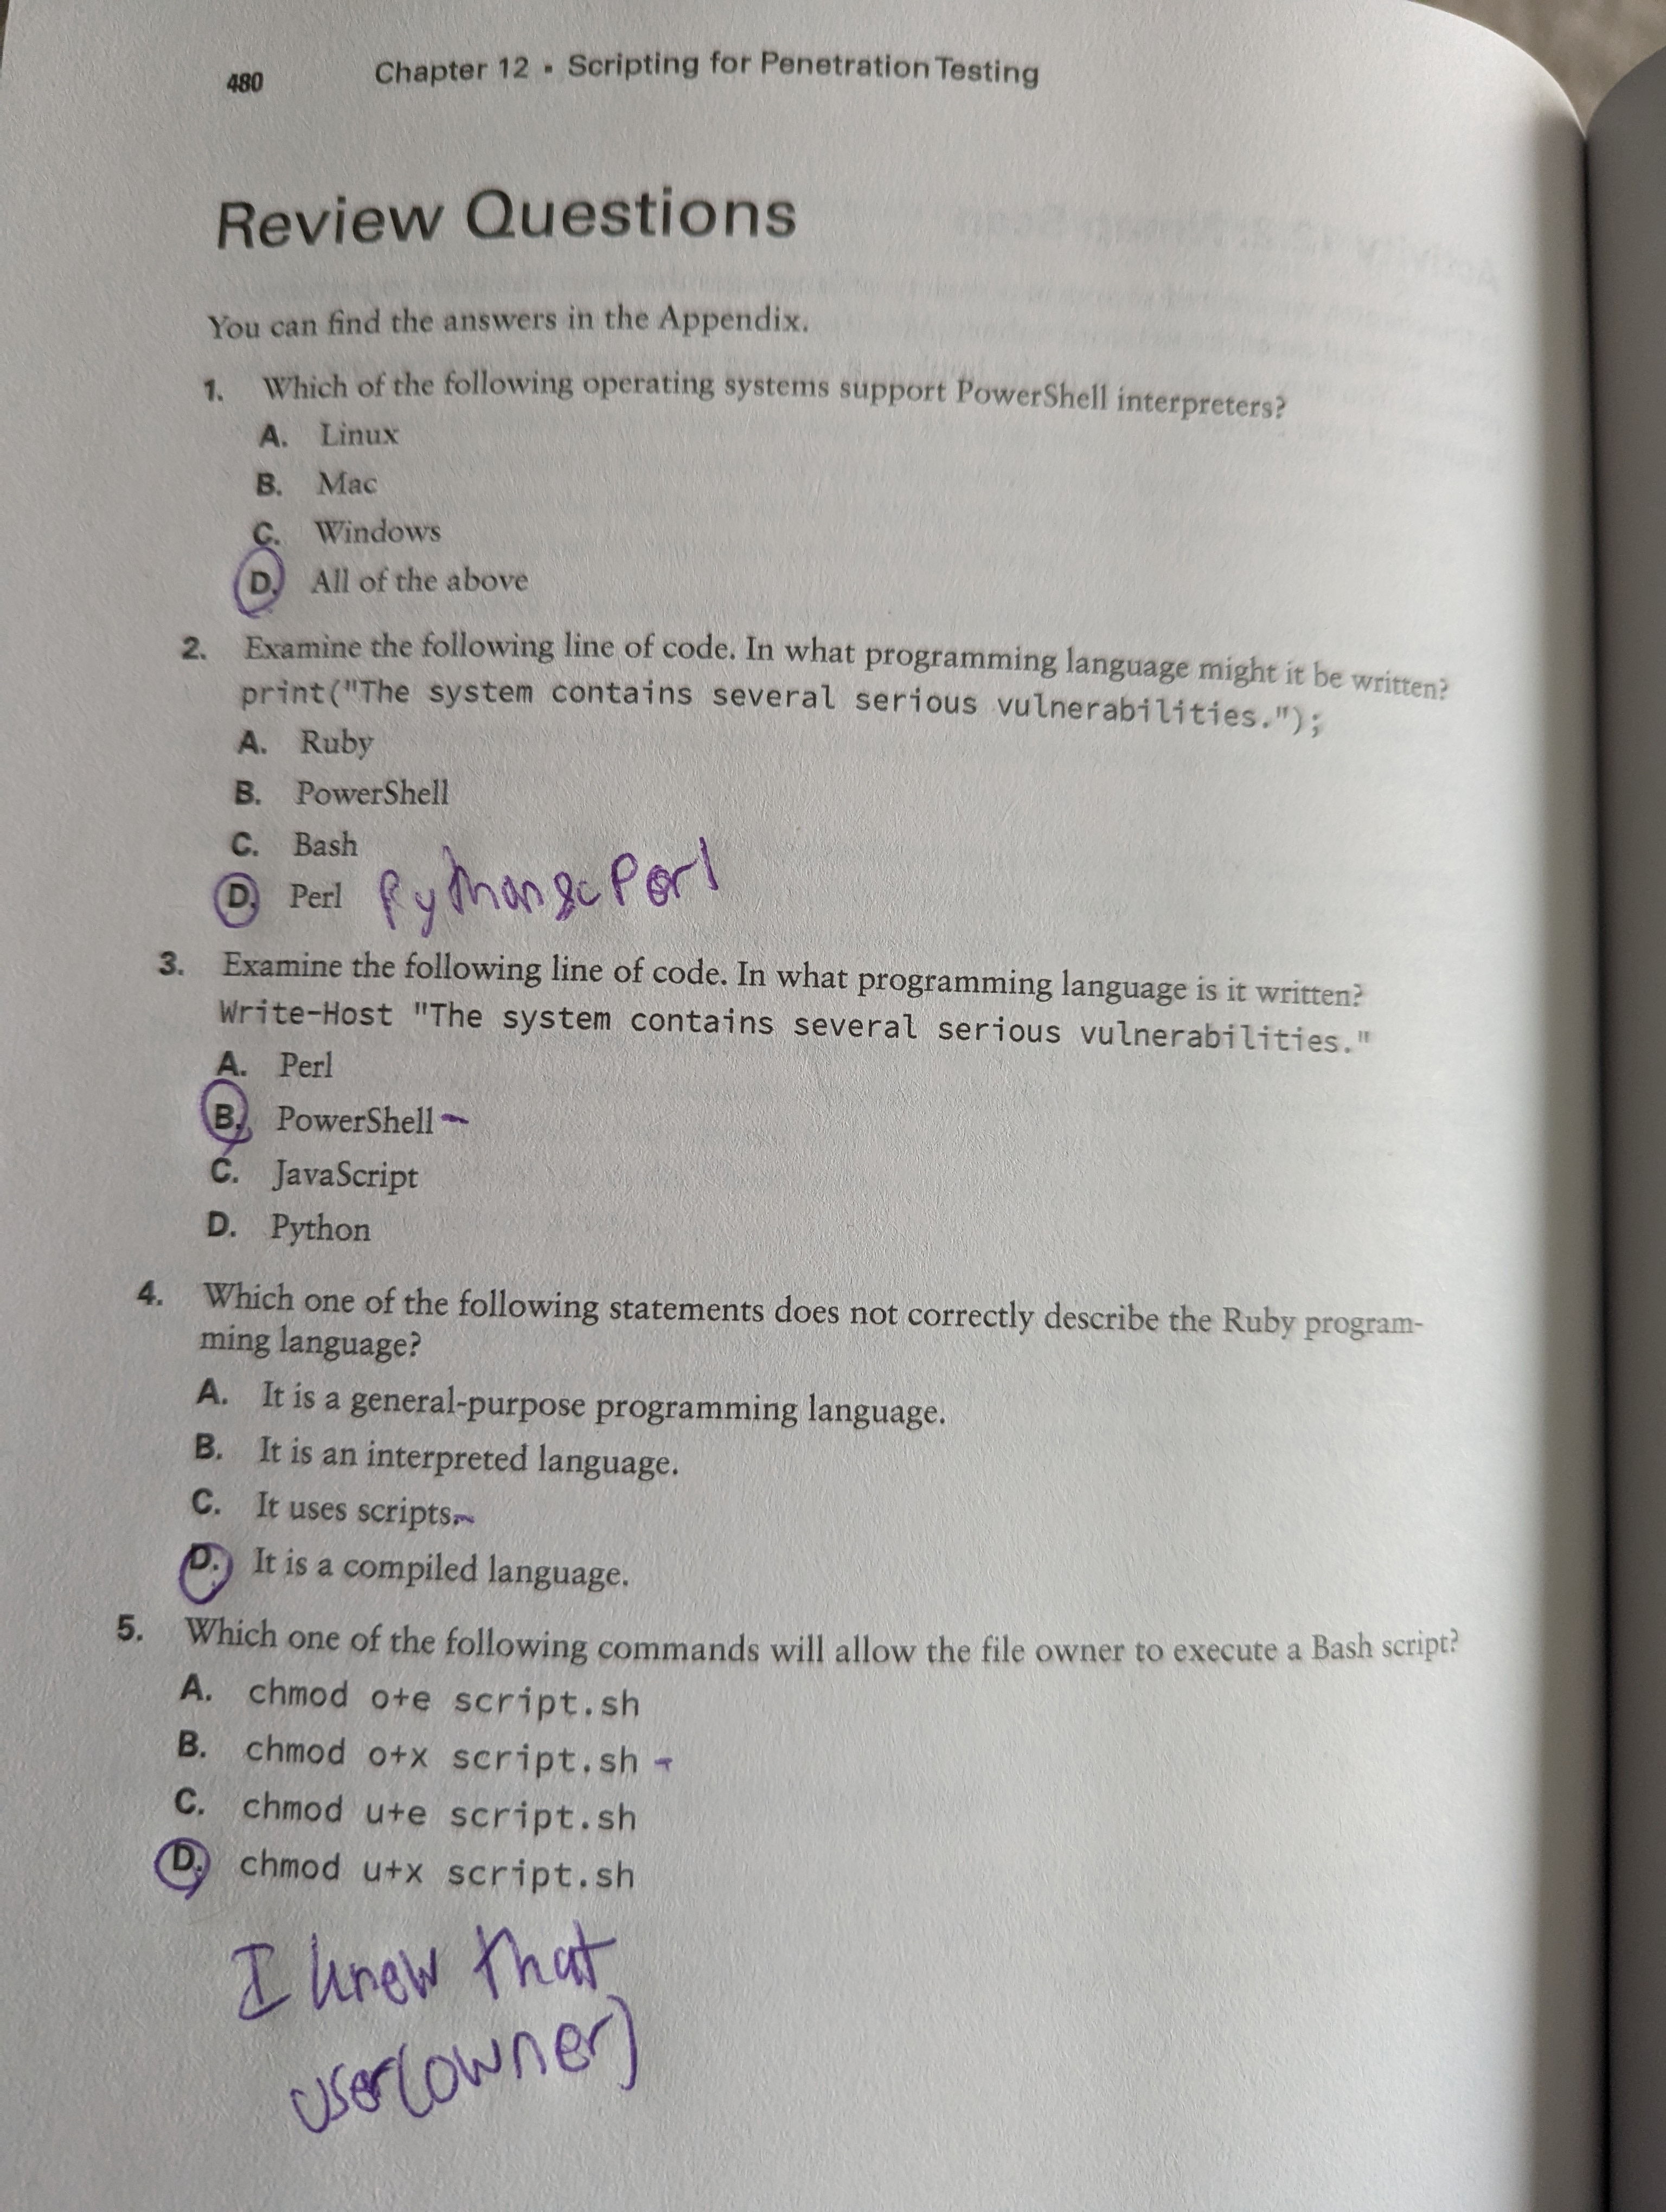 480 Chapter 12 ▪ Scripting for Penetration Testing
Review Questions
You can find the answers in the Appendix.
1. Which of the following operating systems support PowerShell interpreters?
A. Linux
B. Mac
C. Windows
D. All of the above
2. Examine the following line of code. In what programming language might it be written?
print("The system contains several serious vulnerabilities.");
A. Ruby
B. PowerShell
C. Bash
D. Perl Python & Perl
3. Examine the following line of code. In what programming language is it written?
Write-Host "The system contains several serious vulnerabilities."
A. Perl
B. PowerShell
C. JavaScript
D. Python
4. Which one of the following statements does not correctly describe the Ruby program-
ming language?
A. It is a general-purpose programming language.
B. It is an interpreted language.
C. It uses scripts.
D. It is a compiled language.
5. Which one of the following commands will allow the file owner to execute a Bash script?
A. chmod o+e script.sh
B. chmod o+x script.sh
C. chmod u+e script.sh
D. chmod u+x script.sh
I knew that
user(owner)